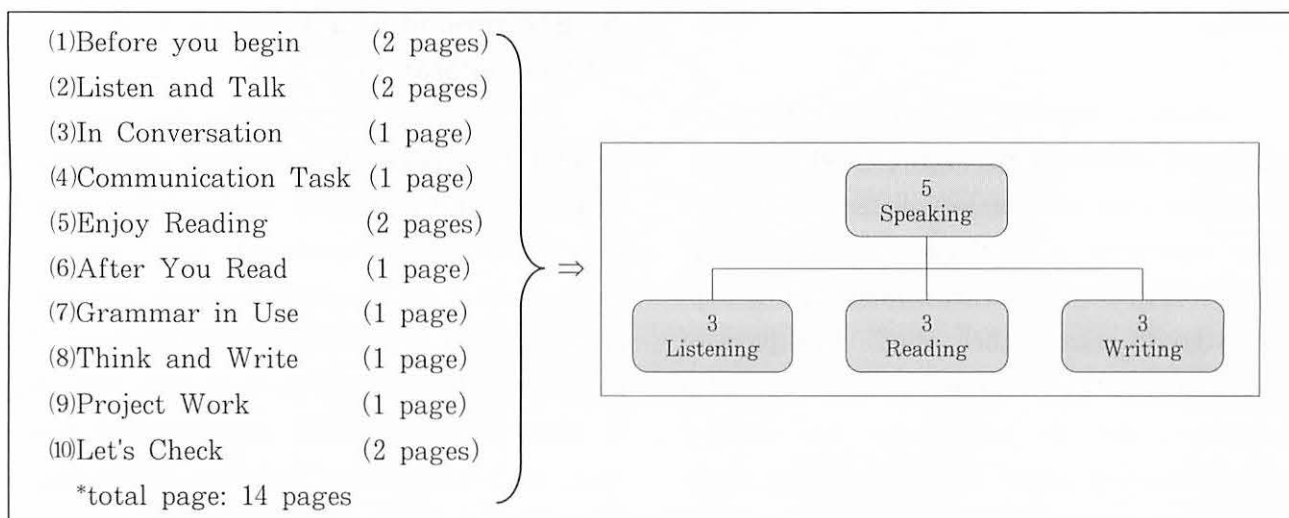 ⑴Before you begin (2 pages)
⑵Listen and Talk (2 pages)
⑶In Conversation (1 page)
⑷Communication Task (1 page)
⑸Enjoy Reading (2 pages)
⑹After You Read (1 page)
⑺Grammar in Use (1 page)
⑻Think and Write (1 page)
⑼Project Work (1 page)
⑽Let's Check (2 pages)
*total page: 14 pages
⇒
5
Speaking
3
Listening
3
Reading
3
Writing